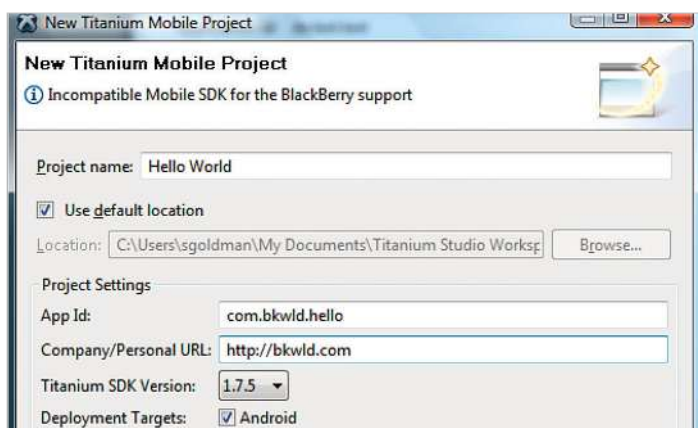 New Titanium Mobile Project
New Titanium Mobile Project
Incompatible Mobile SDK for the BlackBerry support
Project name: Hello World
Use default location
Location: C:\Users\sgoldman\My Documents\Titanium Studio Worksp Browse...
Project Settings
App Id: com.bkwld.hello
Company/Personal URL: http://bkwld.com
Titanium SDK Version: 1.7.5
Deployment Targets: Android